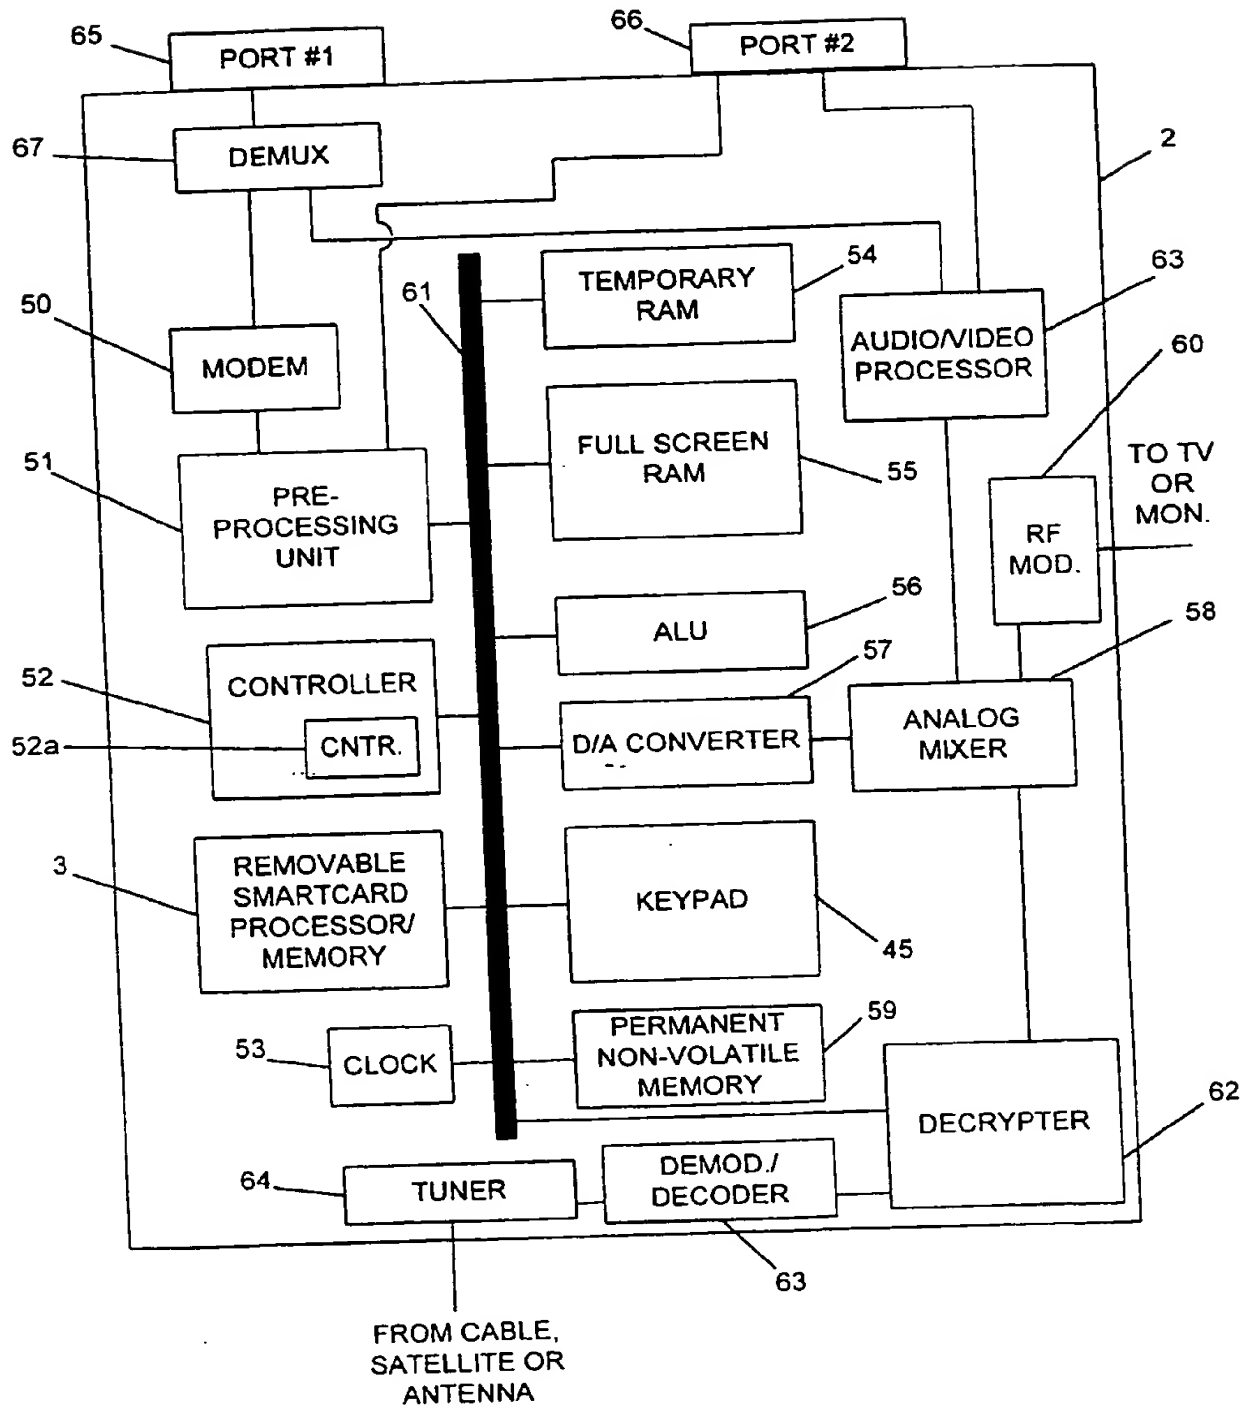 65
PORT #1
66
PORT #2
67
DEMUX
2
54
TEMPORARY
RAM
63
61
50
MODEM
AUDIO/VIDEO
PROCESSOR
60
FULL SCREEN
RAM
55
51
PRE-
PROCESSING
UNIT
TO TV
OR
MON.
RF
MOD.
56
ALU
58
52
CONTROLLER
57
52a
CNTR.
D/A CONVERTER
ANALOG
MIXER
3
REMOVABLE
SMARTCARD
PROCESSOR/
MEMORY
KEYPAD
45
53
CLOCK
PERMANENT
NON-VOLATILE
MEMORY
59
DECRYPTER
62
64
TUNER
DEMOD./
DECODER
63
FROM CABLE,
SATELLITE OR
ANTENNA